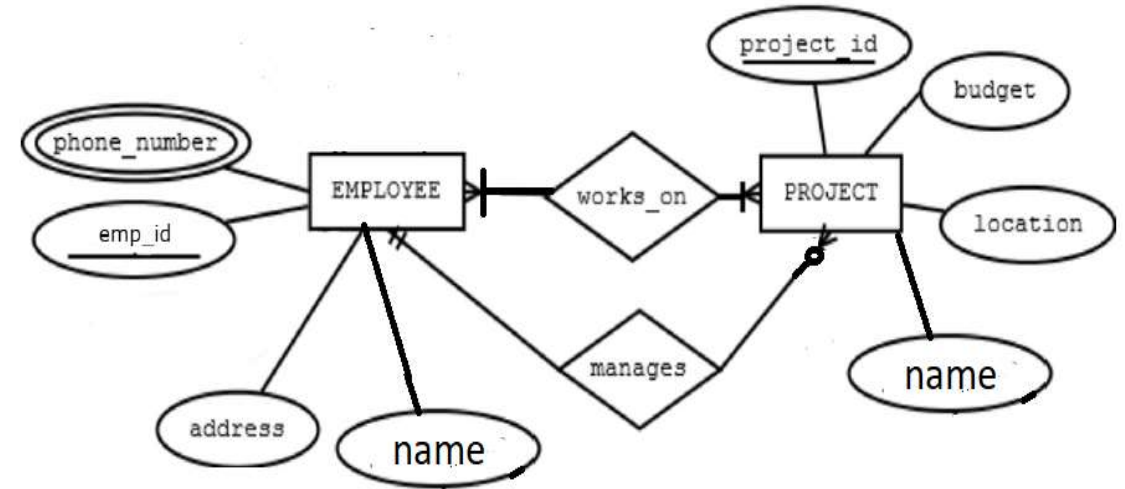 project_id
budget
phone_number
EMPLOYEE
works_on
PROJECT
emp_id
location
manages
name
address
name